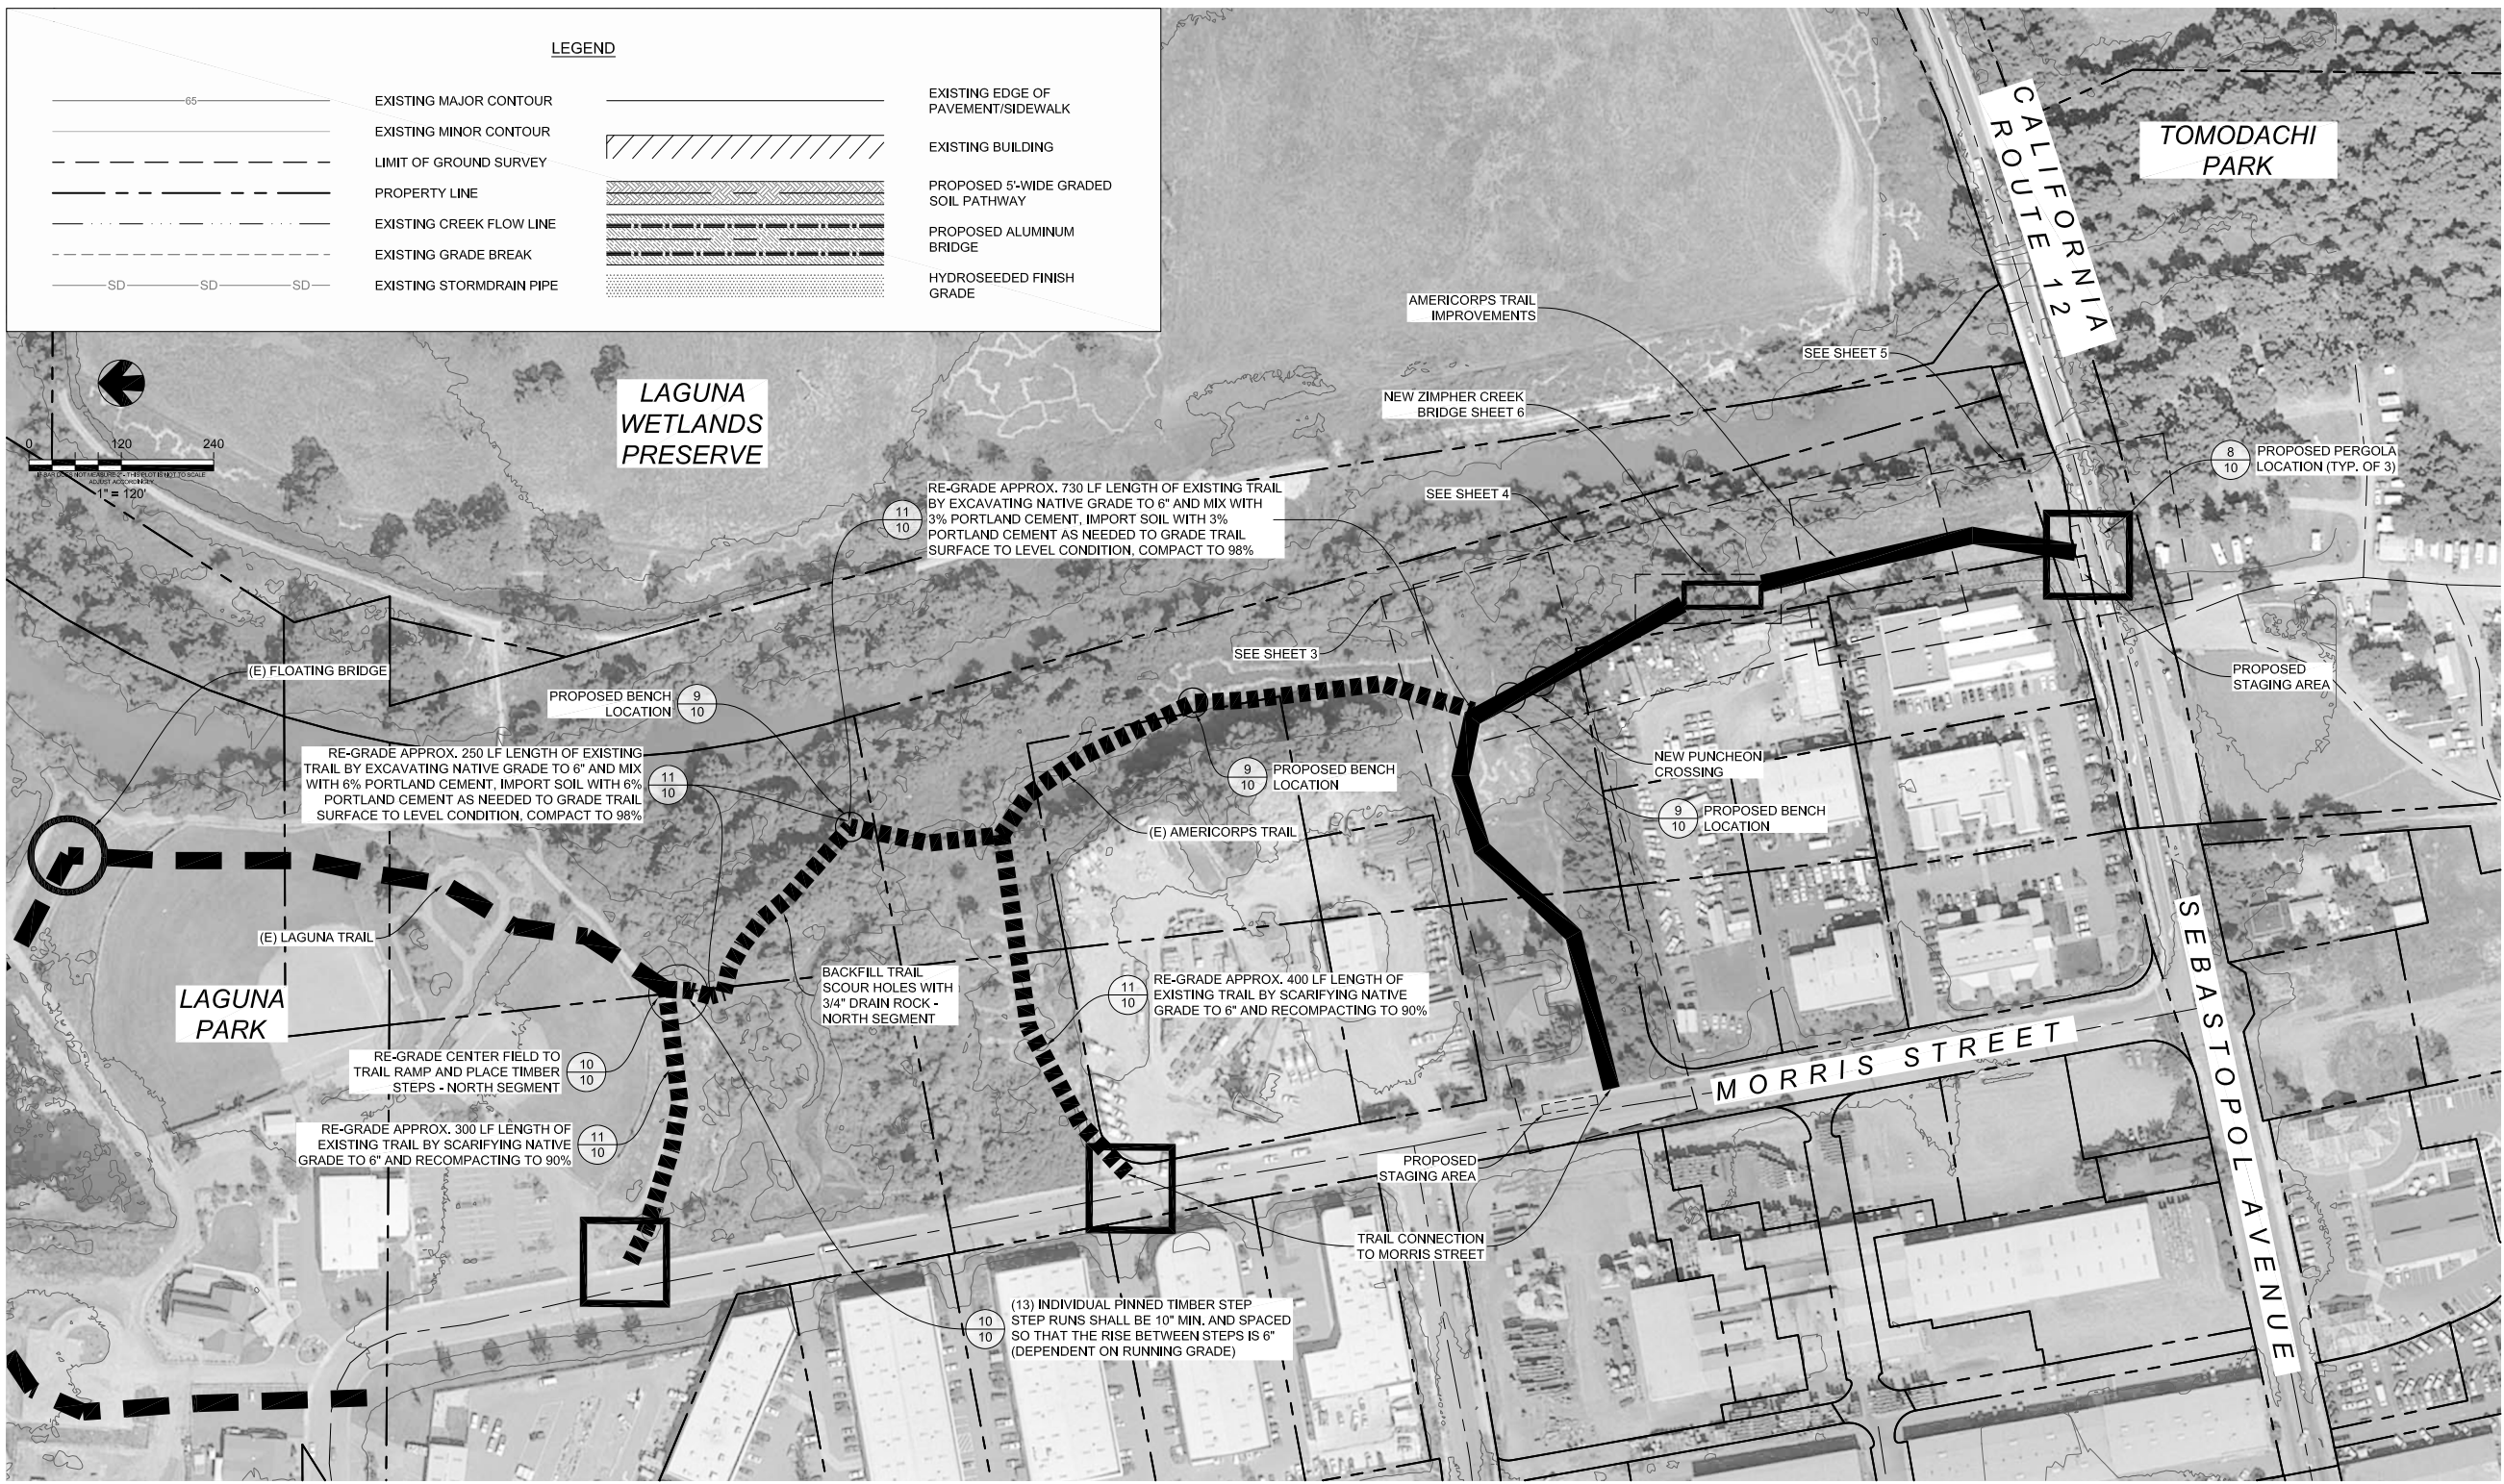 LEGEND
65
EXISTING MAJOR CONTOUR
EXISTING MINOR CONTOUR
LIMIT OF GROUND SURVEY
PROPERTY LINE
EXISTING CREEK FLOW LINE
EXISTING GRADE BREAK
SD SD SD
EXISTING STORMDRAIN PIPE
EXISTING EDGE OF
PAVEMENT/SIDEWALK
EXISTING BUILDING
PROPOSED 5'-WIDE GRADED
SOIL PATHWAY
PROPOSED ALUMINUM
BRIDGE
HYDROSEEDED FINISH
GRADE
CALIFORNIA
ROUTE 12
TOMODACHI
PARK
AMERICORPS TRAIL
IMPROVEMENTS
SEE SHEET 5
NEW ZIMPHER CREEK
BRIDGE SHEET 6
LAGUNA
WETLANDS
PRESERVE
0 120 240
IF BAR DOES NOT MEASURE 2" - THIS PLOT IS NOT TO SCALE
ADJUST ACCORDINGLY
1" = 120'
8
10
PROPOSED PERGOLA
LOCATION (TYP. OF 3)
11
10
RE-GRADE APPROX. 730 LF LENGTH OF EXISTING TRAIL
BY EXCAVATING NATIVE GRADE TO 6" AND MIX WITH
3% PORTLAND CEMENT, IMPORT SOIL WITH 3%
PORTLAND CEMENT AS NEEDED TO GRADE TRAIL
SURFACE TO LEVEL CONDITION, COMPACT TO 98%
SEE SHEET 4
SEE SHEET 3
(E) FLOATING BRIDGE
PROPOSED BENCH
LOCATION
9
10
PROPOSED
STAGING AREA
RE-GRADE APPROX. 250 LF LENGTH OF EXISTING
TRAIL BY EXCAVATING NATIVE GRADE TO 6" AND MIX
WITH 6% PORTLAND CEMENT, IMPORT SOIL WITH 6%
PORTLAND CEMENT AS NEEDED TO GRADE TRAIL
SURFACE TO LEVEL CONDITION, COMPACT TO 98%
11
10
9
10
PROPOSED BENCH
LOCATION
NEW PUNCHEON
CROSSING
9
10
PROPOSED BENCH
LOCATION
(E) AMERICORPS TRAIL
(E) LAGUNA TRAIL
LAGUNA
PARK
BACKFILL TRAIL
SCOUR HOLES WITH
3/4" DRAIN ROCK -
NORTH SEGMENT
11
10
RE-GRADE APPROX. 400 LF LENGTH OF
EXISTING TRAIL BY SCARIFYING NATIVE
GRADE TO 6" AND RECOMPACTING TO 90%
RE-GRADE CENTER FIELD TO
TRAIL RAMP AND PLACE TIMBER
STEPS - NORTH SEGMENT
10
10
MORRIS STREET
SEBASTOPOL AVENUE
RE-GRADE APPROX. 300 LF LENGTH OF
EXISTING TRAIL BY SCARIFYING NATIVE
GRADE TO 6" AND RECOMPACTING TO 90%
11
10
PROPOSED
STAGING AREA
TRAIL CONNECTION
TO MORRIS STREET
10
10
(13) INDIVIDUAL PINNED TIMBER STEP
STEP RUNS SHALL BE 10" MIN. AND SPACED
SO THAT THE RISE BETWEEN STEPS IS 6"
(DEPENDENT ON RUNNING GRADE)